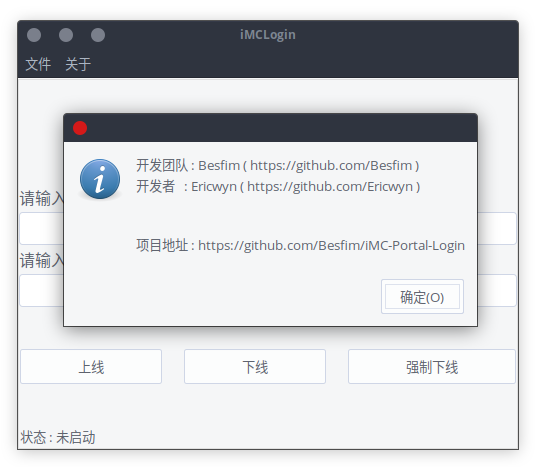 iMCLogin
文件 关于
开发团队 : Besfim ( https://github.com/Besfim )
开发者 : Ericwyn ( https://github.com/Ericwyn )
请输入
项目地址 : https://github.com/Besfim/iMC-Portal-Login
请输入
确定(O)
上线 下线 强制下线
状态 : 未启动